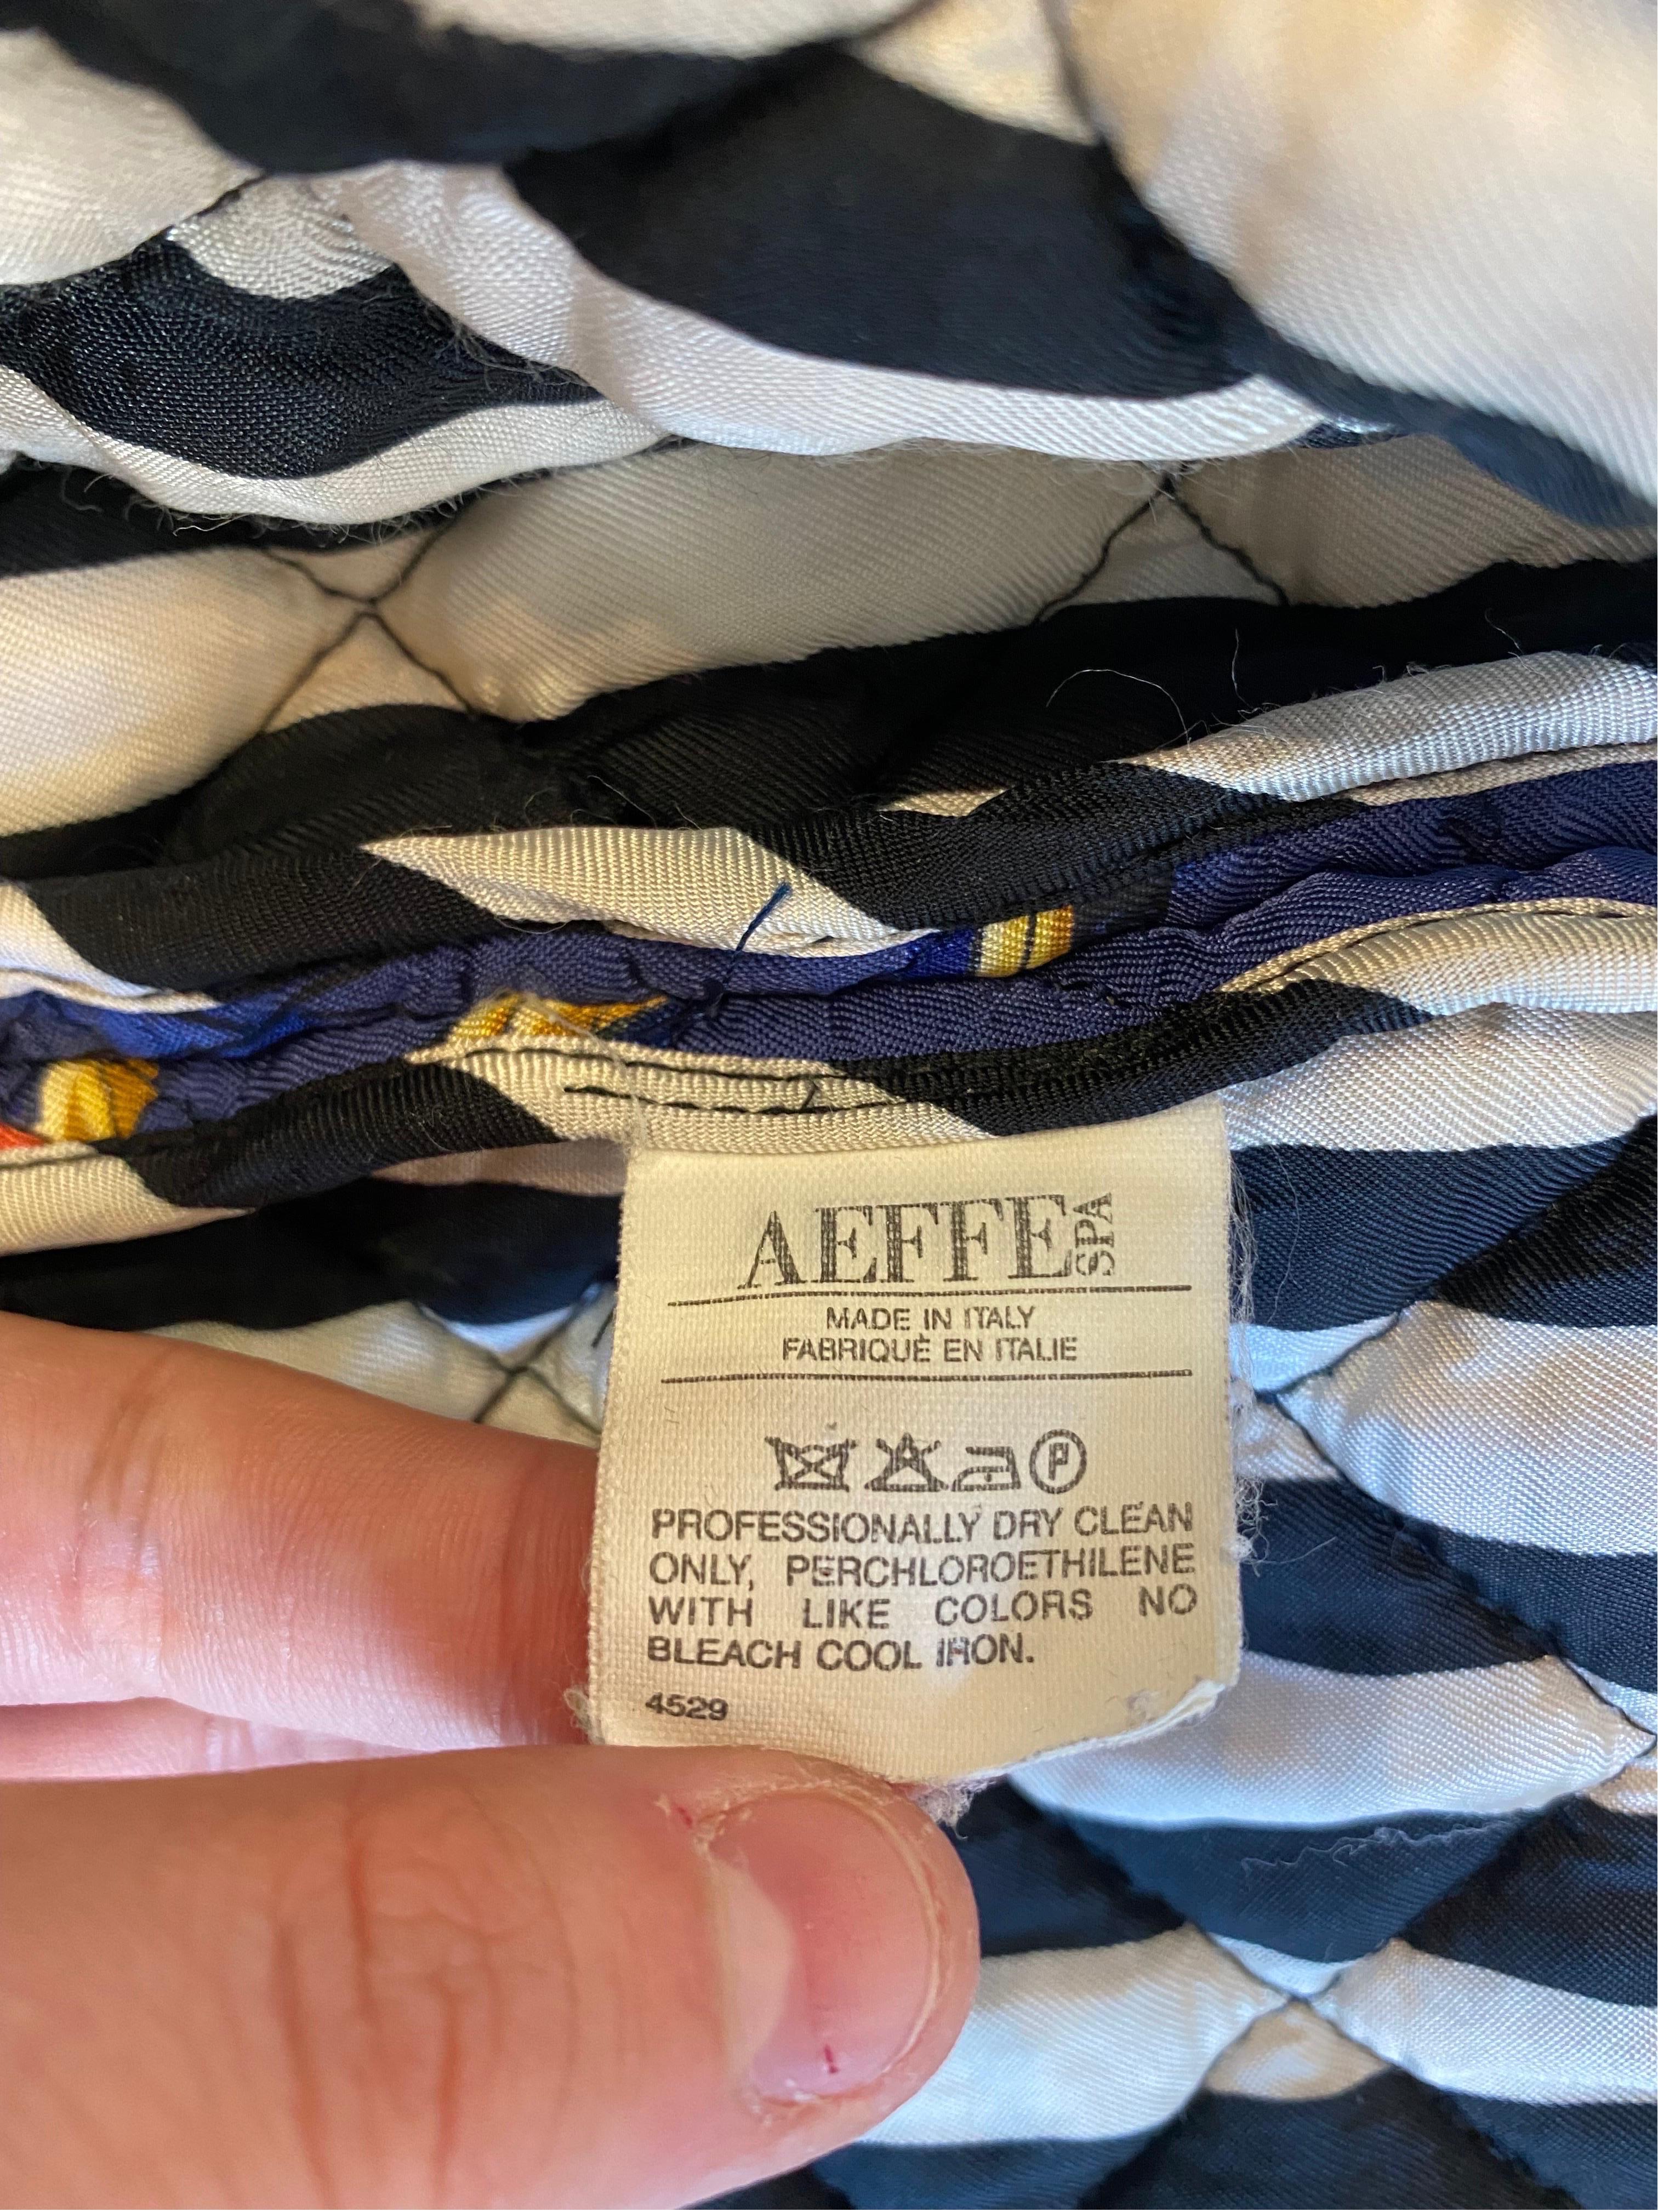 AEFFE SPA
MADE IN ITALY
FABRIQUÈ EN ITALIE
P
PROFESSIONALLY DRY CLEAN
ONLY, PERCHLOROETHILENE
WITH LIKE COLORS NO
BLEACH COOL IRON.
4529